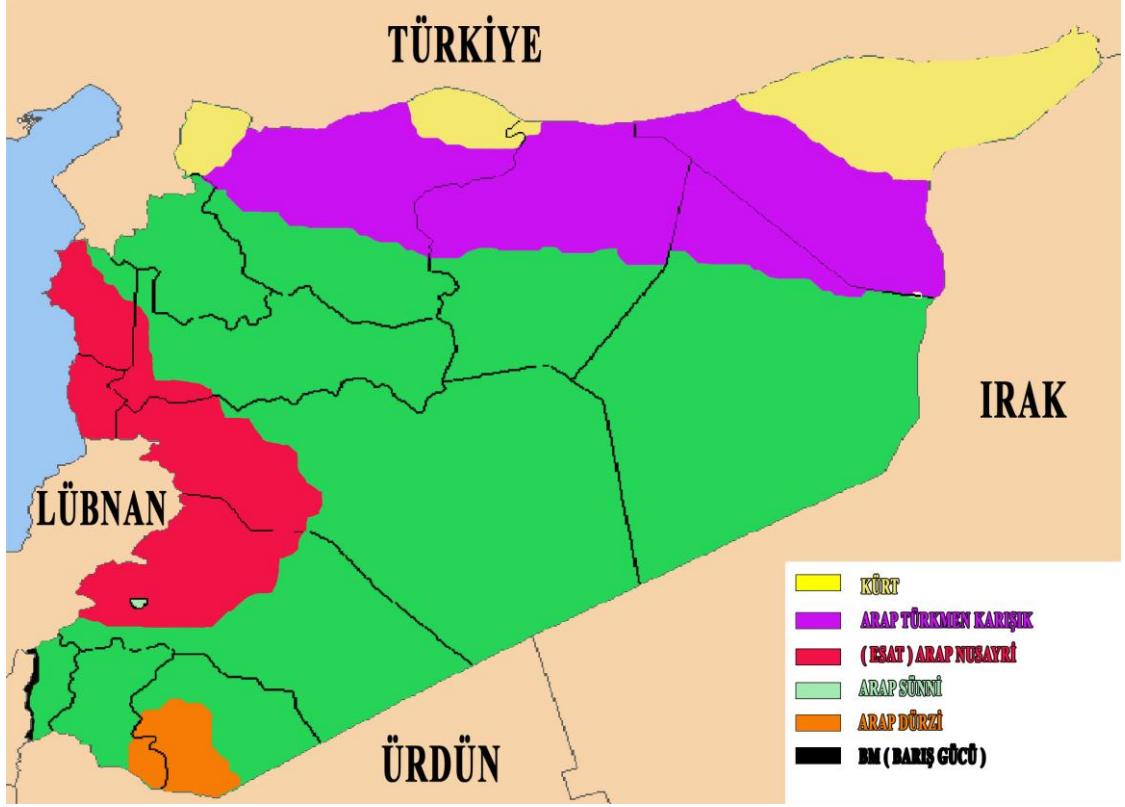 TÜRKİYE
IRAK
LÜBNAN
ÜRDÜN
KÜRT
ARAP TÜRKMEN KARIŞIK
( ESAT ) ARAP NUSAYRİ
ARAP SÜNNİ
ARAP DÜRZİ
BM ( BARIŞ GÜCÜ )